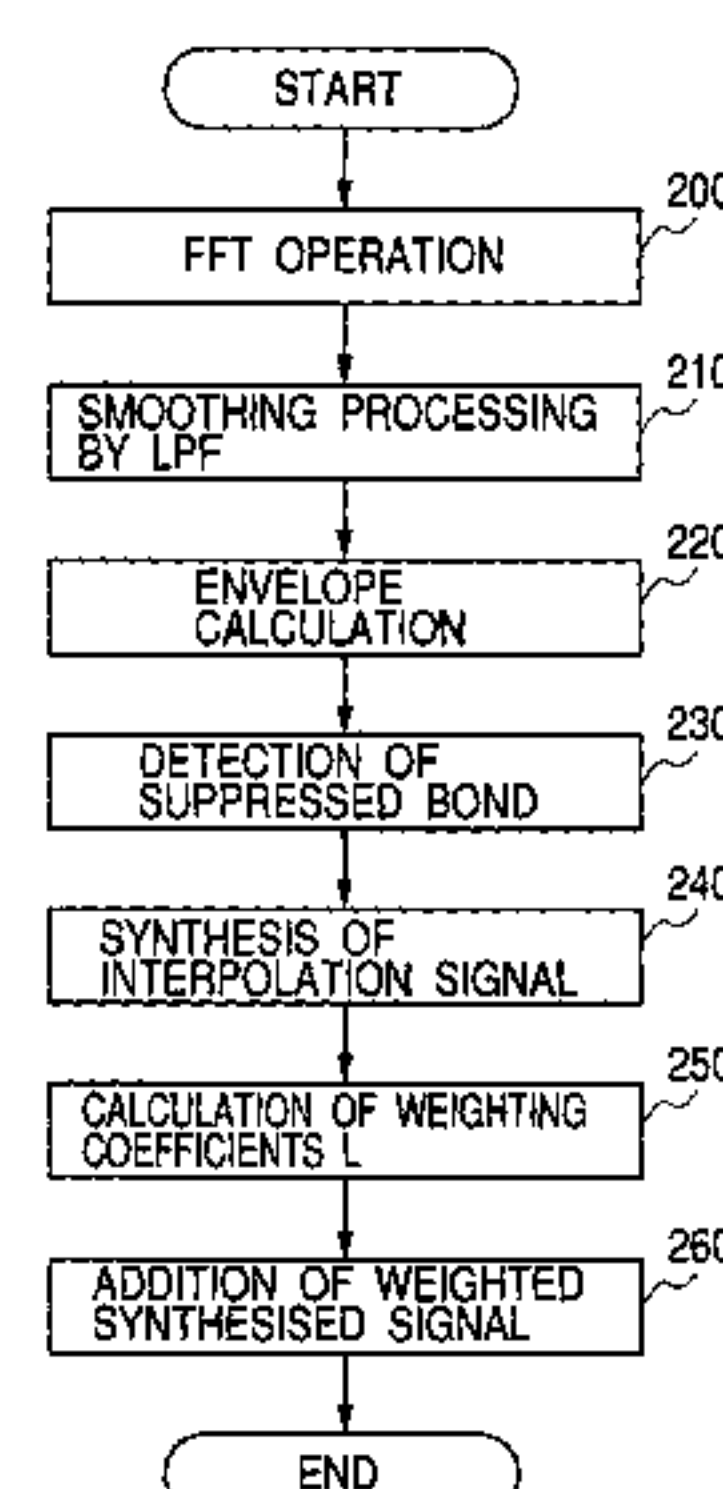 START
200
FFT OPERATION
210
SMOOTHING PROCESSING
BY LPF
220
ENVELOPE
CALCULATION
230
DETECTION OF
SUPPRESSED BOND
240
SYNTHESIS OF
INTERPOLATION SIGNAL
250
CALCULATION OF WEIGHTING
COEFFICIENTS L
260
ADDITION OF WEIGHTED
SYNTHESISED SIGNAL
END